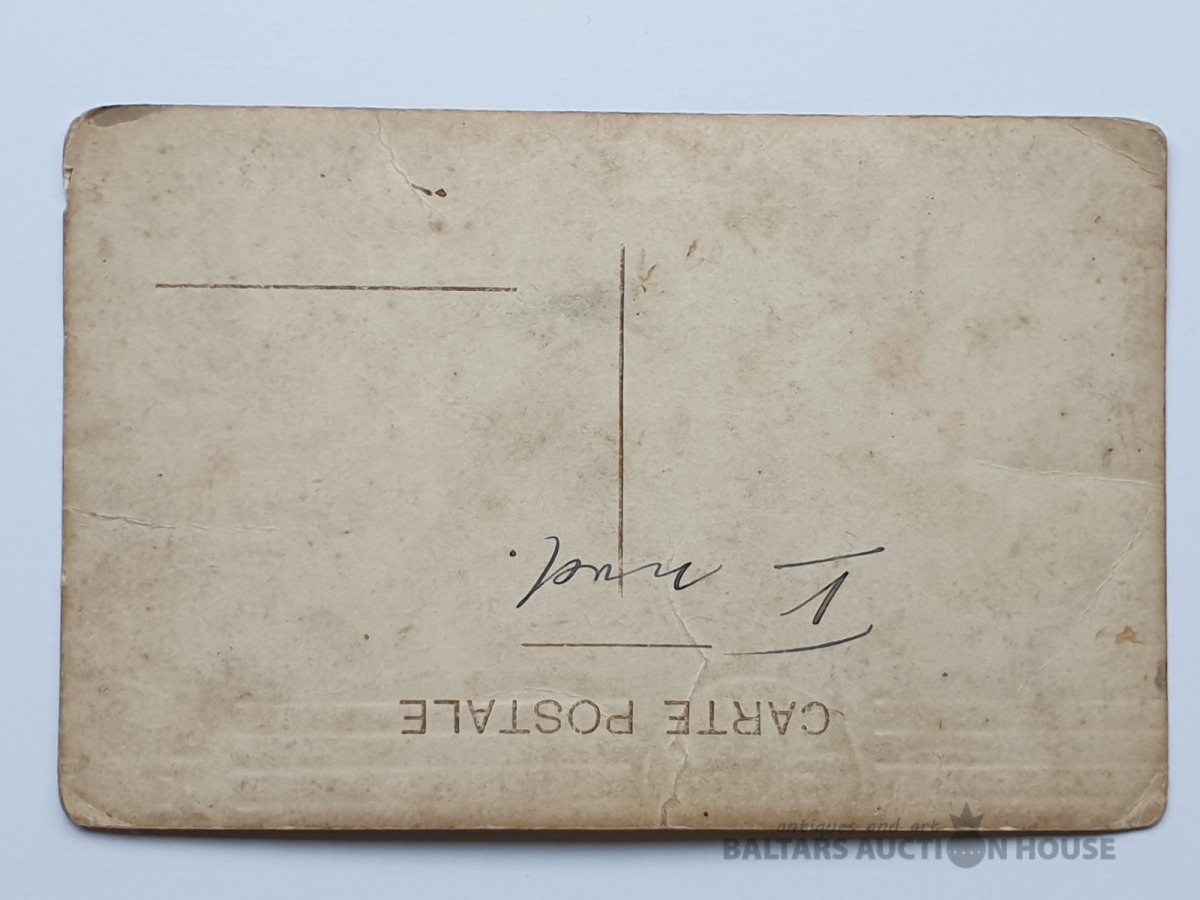 CARTE POSTALE
V
antiques and art
BALTARS AUCTION HOUSE